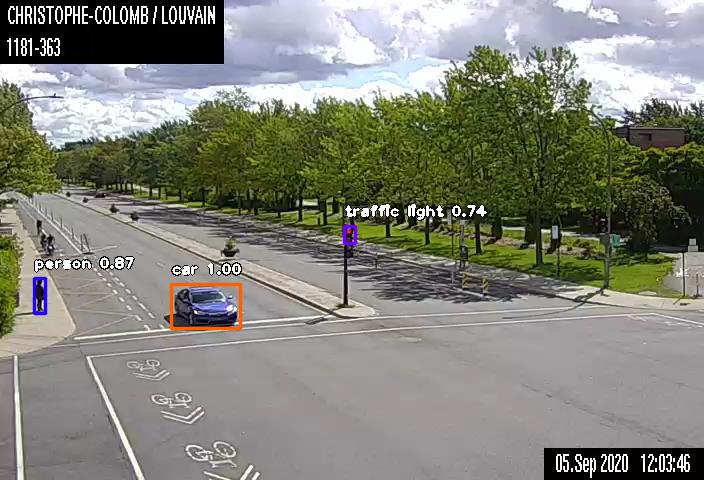 CHRISTOPHE-COLOMB / LOUVAIN
1181-363
traffic light 0.74
person 0.87
car 1.00
05.Sep 2020 12:03:46